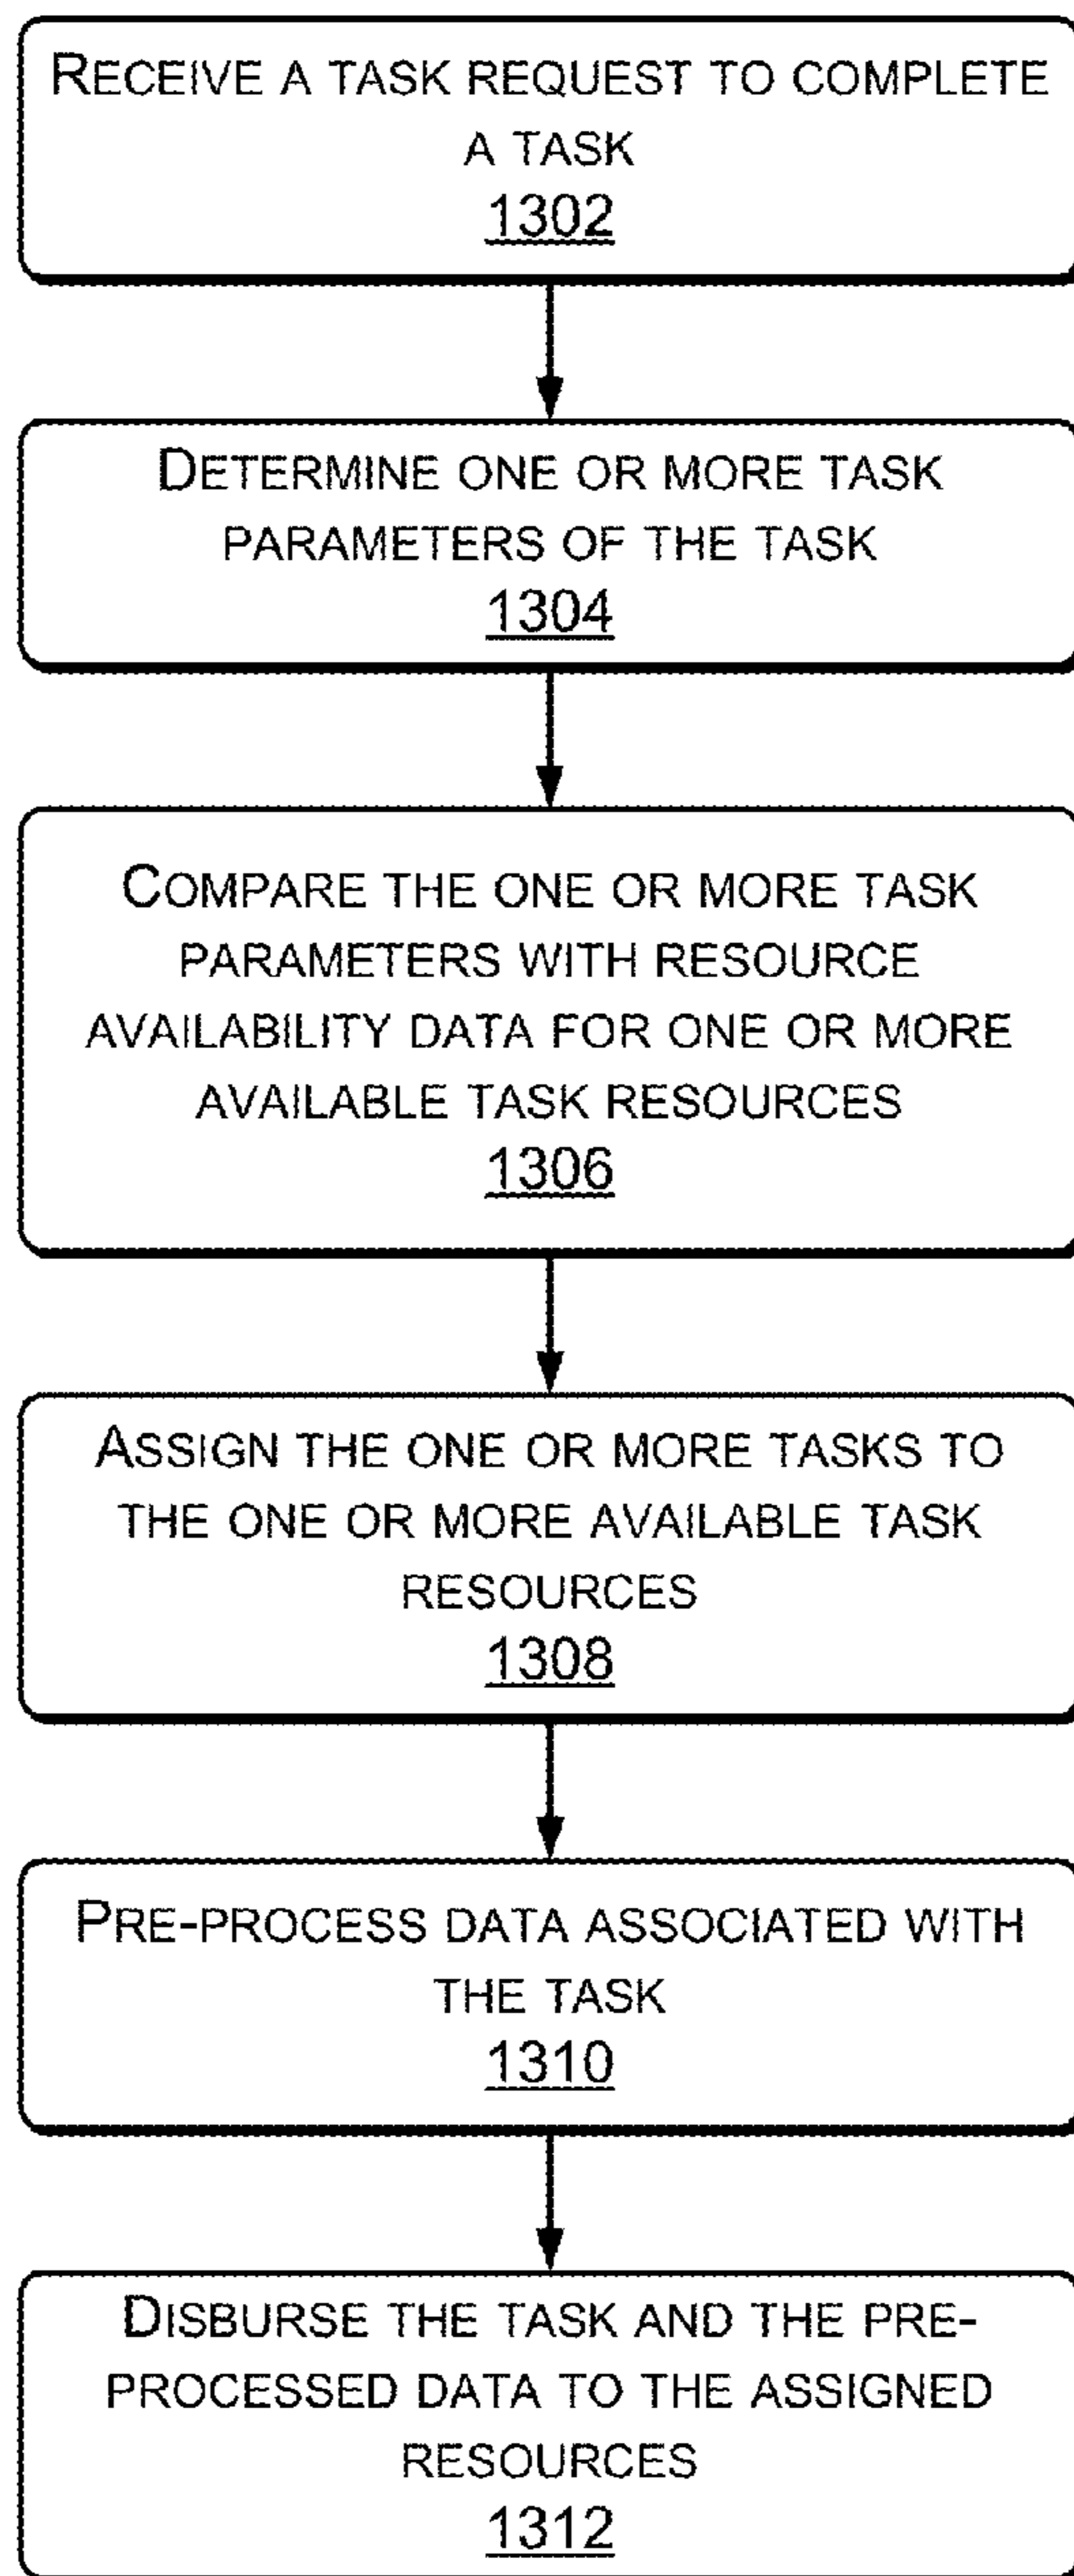 RECEIVE A TASK REQUEST TO COMPLETE
A TASK
1302
DETERMINE ONE OR MORE TASK
PARAMETERS OF THE TASK
1304
COMPARE THE ONE OR MORE TASK
PARAMETERS WITH RESOURCE
AVAILABILITY DATA FOR ONE OR MORE
AVAILABLE TASK RESOURCES
1306
ASSIGN THE ONE OR MORE TASKS TO
THE ONE OR MORE AVAILABLE TASK
RESOURCES
1308
PRE-PROCESS DATA ASSOCIATED WITH
THE TASK
1310
DISBURSE THE TASK AND THE PRE-
PROCESSED DATA TO THE ASSIGNED
RESOURCES
1312